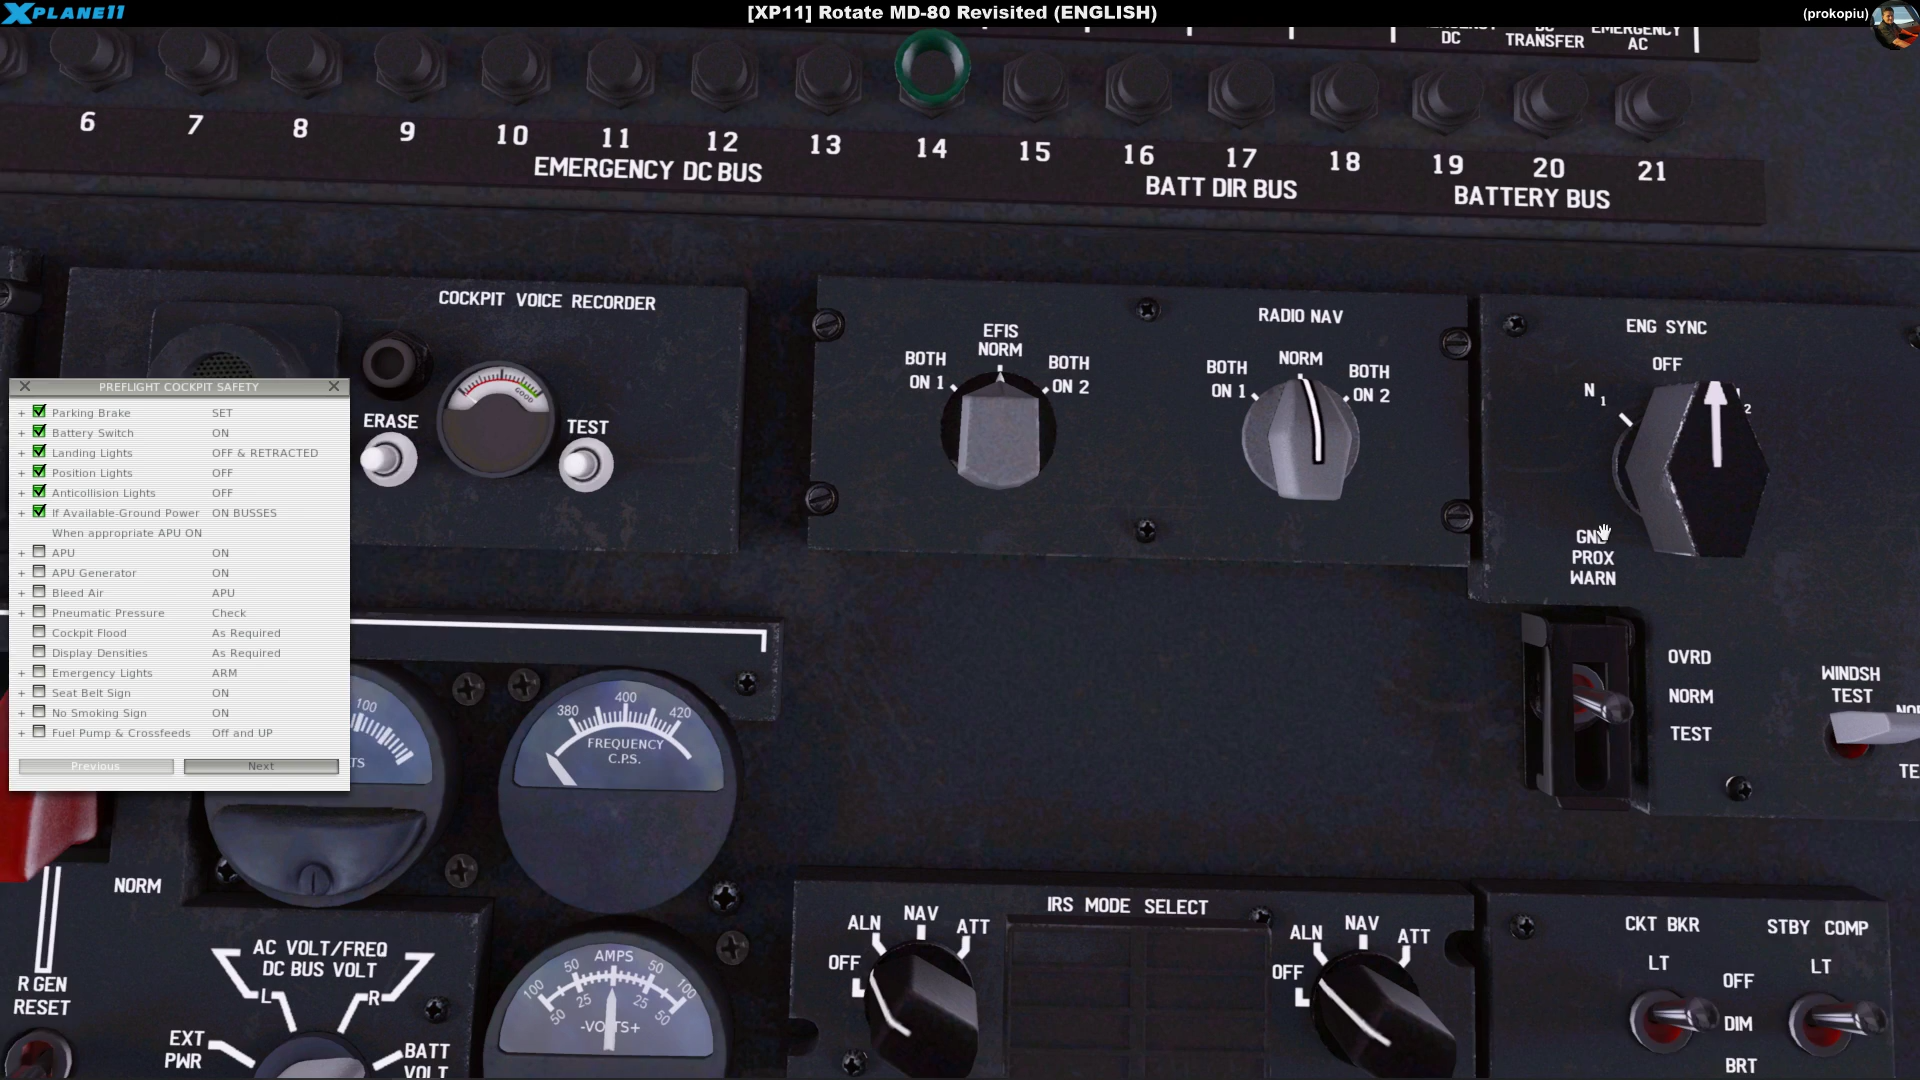 XPLANE11
[XP11] Rotate MD-80 Revisited (ENGLISH)
(prokopiu)
DC
TRANSFER
EMERGENCY
AC
6 7 8 9 10 11 12 13 14 15 16 17 18 19 20 21
EMERGENCY DC BUS
BATT DIR BUS
BATTERY BUS
COCKPIT VOICE RECORDER
ERASE
GOOD
TEST
EFIS
NORM
BOTH
ON 1
BOTH
ON 2
RADIO NAV
NORM
BOTH
ON 1
BOTH
ON 2
ENG SYNC
OFF
N1
2
PROX
WARN
OVRD
NORM
TEST
WINDSH
TEST
PREFLIGHT COCKPIT SAFETY
+ Parking Brake SET
+ Battery Switch ON
+ Landing Lights OFF & RETRACTED
+ Position Lights OFF
+ Anticollision Lights OFF
+ If Available-Ground Power ON BUSSES
When appropriate APU ON
+ APU ON
+ APU Generator ON
+ Bleed Air APU
+ Pneumatic Pressure Check
Cockpit Flood As Required
Display Densities As Required
+ Emergency Lights ARM
+ Seat Belt Sign ON
+ No Smoking Sign ON
+ Fuel Pump & Crossfeeds Off and UP
Previous Next
100
380 400 420
FREQUENCY
C.P.S.
NORM
R GEN
RESET
AC VOLT/FREQ
DC BUS VOLT
L R
EXT
PWR
BATT
VOLT
AMPS
100 50 50 100
50 25 25 50
-VOLTS+
IRS MODE SELECT
OFF ALN NAV ATT
OFF ALN NAV ATT
CKT BKR
LT
STBY COMP
LT
OFF
DIM
BRT